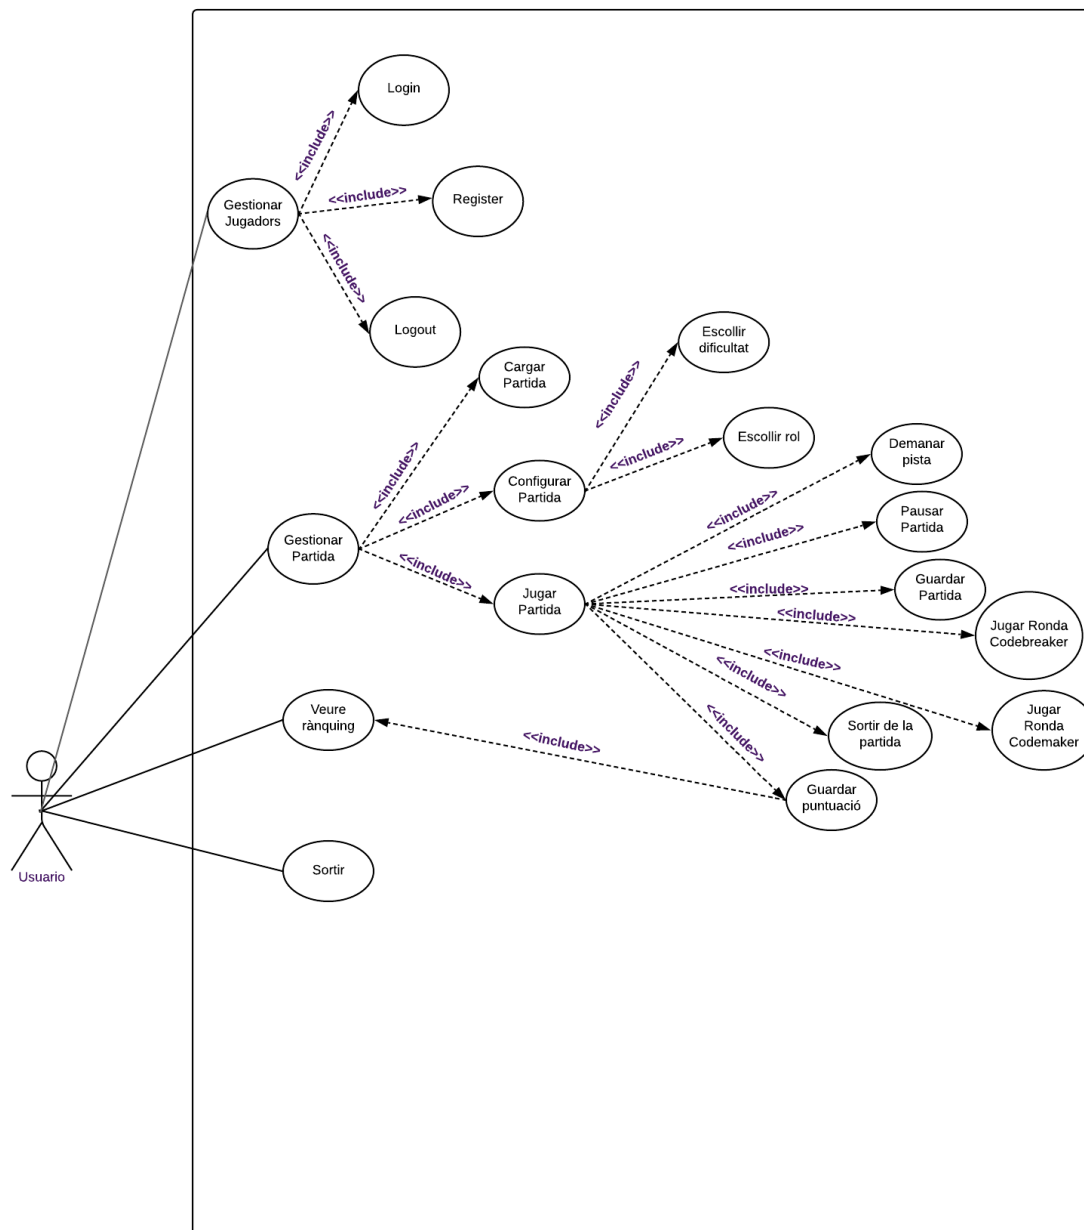 Login
<<include>>
<<include>>
Register
Gestionar
Jugadors
<<include>>
Logout
Escollir
dificultat
Cargar
Partida
<<include>>
Escollir rol
<<include>>
Demanar
pista
<<include>>
Configurar
Partida
<<include>>
<<include>>
Pausar
Partida
<<include>>
Gestionar
Partida
<<include>>
Jugar
Partida
<<include>>
Guardar
Partida
<<include>>
Jugar Ronda
Codebreaker
<<include>>
<<include>>
Jugar
Ronda
Codemaker
Veure
rànquing
<<include>>
Sortir de la
partida
<<include>>
Guardar
puntuació
Sortir
Usuario